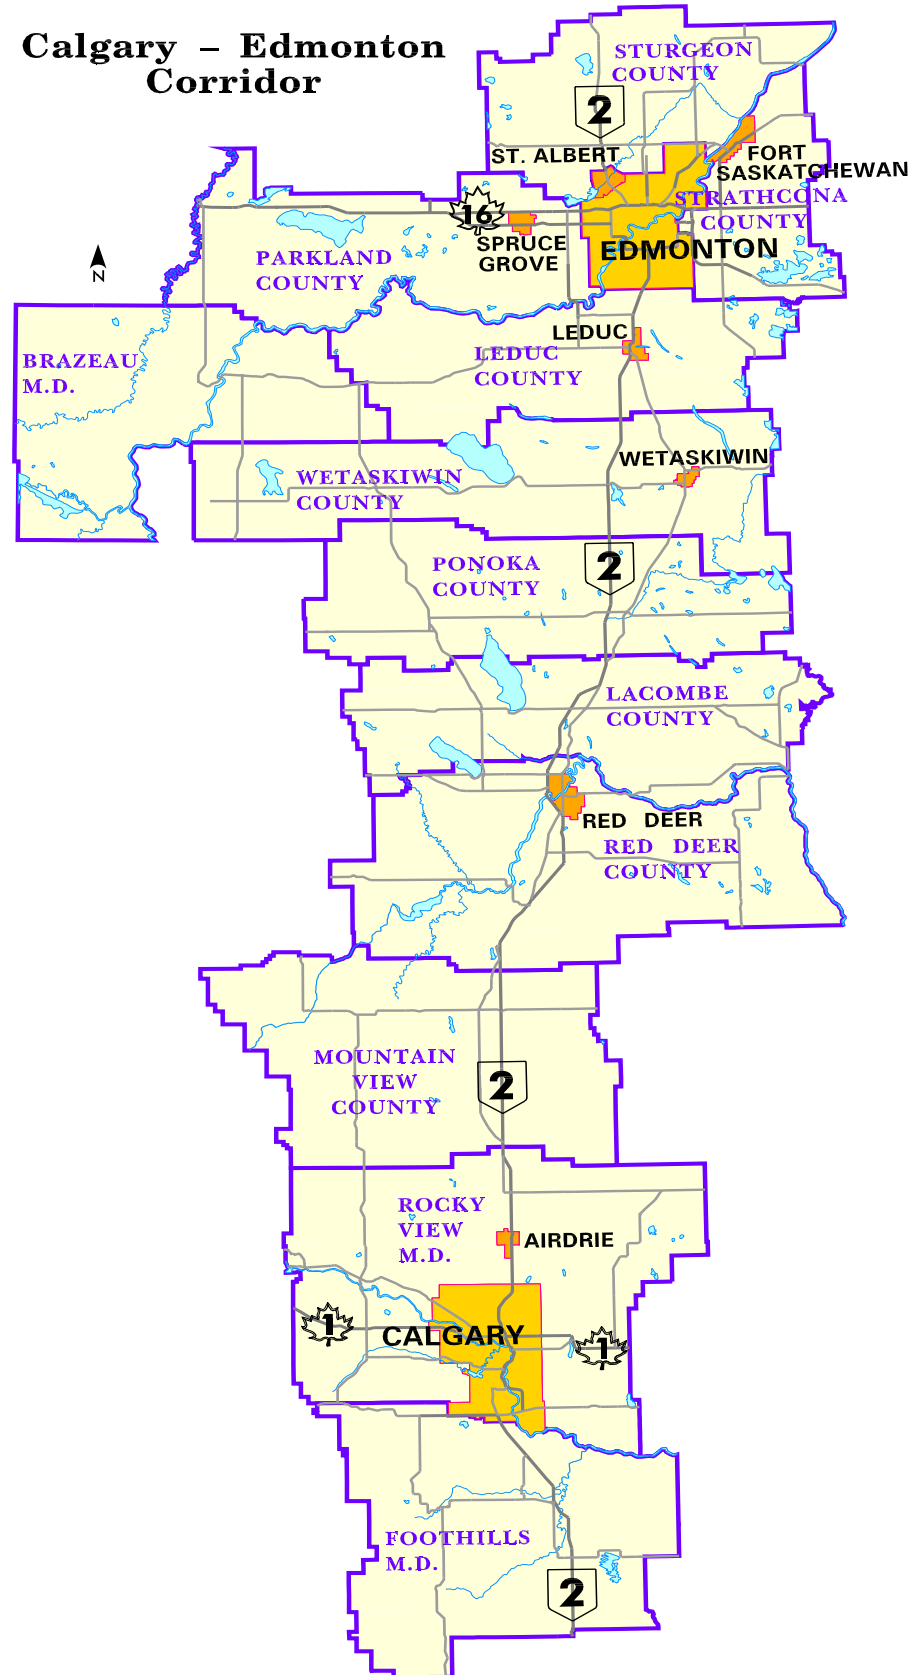 Calgary – Edmonton
Corridor
STURGEON
COUNTY
2
ST. ALBERT
FORT
SASKATCHEWAN
STRATHCONA
COUNTY
16
SPRUCE
GROVE
EDMONTON
PARKLAND
COUNTY
N
LEDUC
BRAZEAU
M.D.
LEDUC
COUNTY
WETASKIWIN
WETASKIWIN
COUNTY
PONOKA
COUNTY
2
LACOMBE
COUNTY
RED DEER
RED DEER
COUNTY
MOUNTAIN
VIEW
COUNTY
2
ROCKY
VIEW
M.D.
AIRDRIE
1
CALGARY
1
FOOTHILLS
M.D.
2